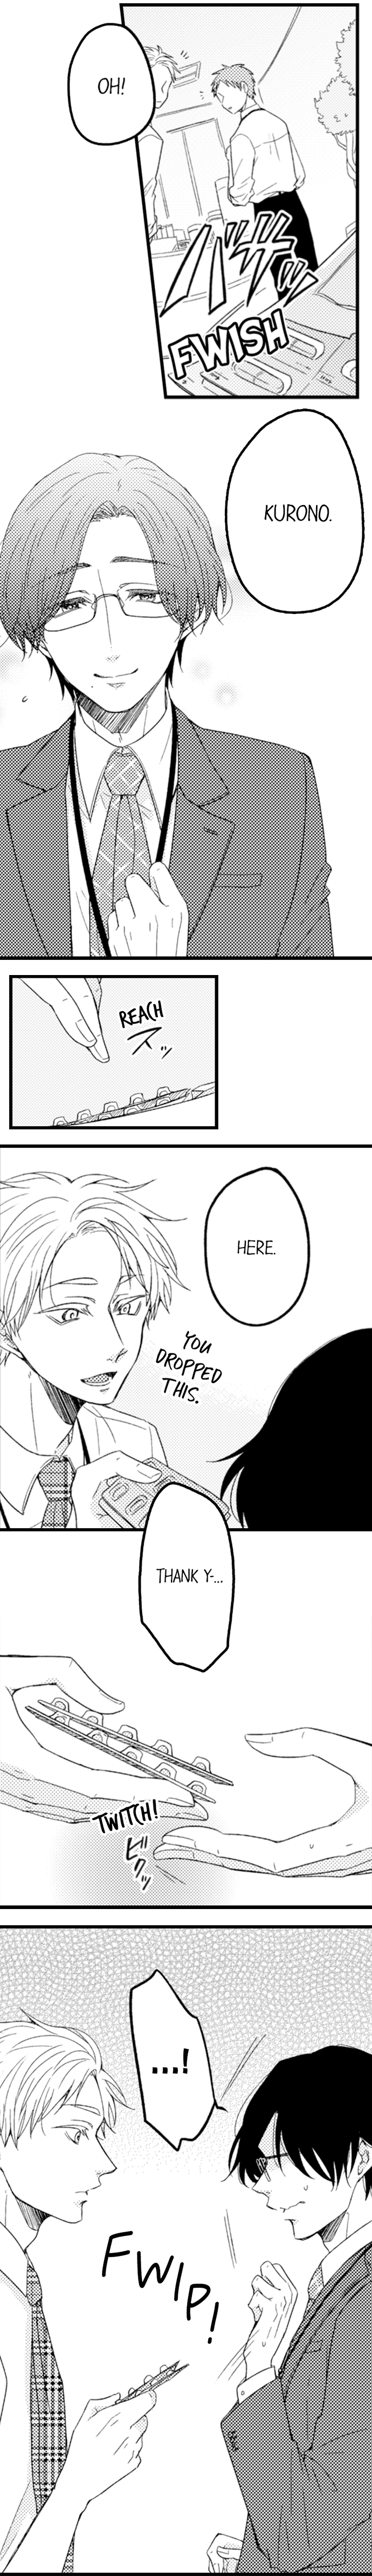 OH!
バサッ
FWISH
KURONO.
REACH
スッ
HERE.
YOU
DROPPED
THIS.
THANK Y-...
TWITCH!
ビクッ
...!
FWIP!